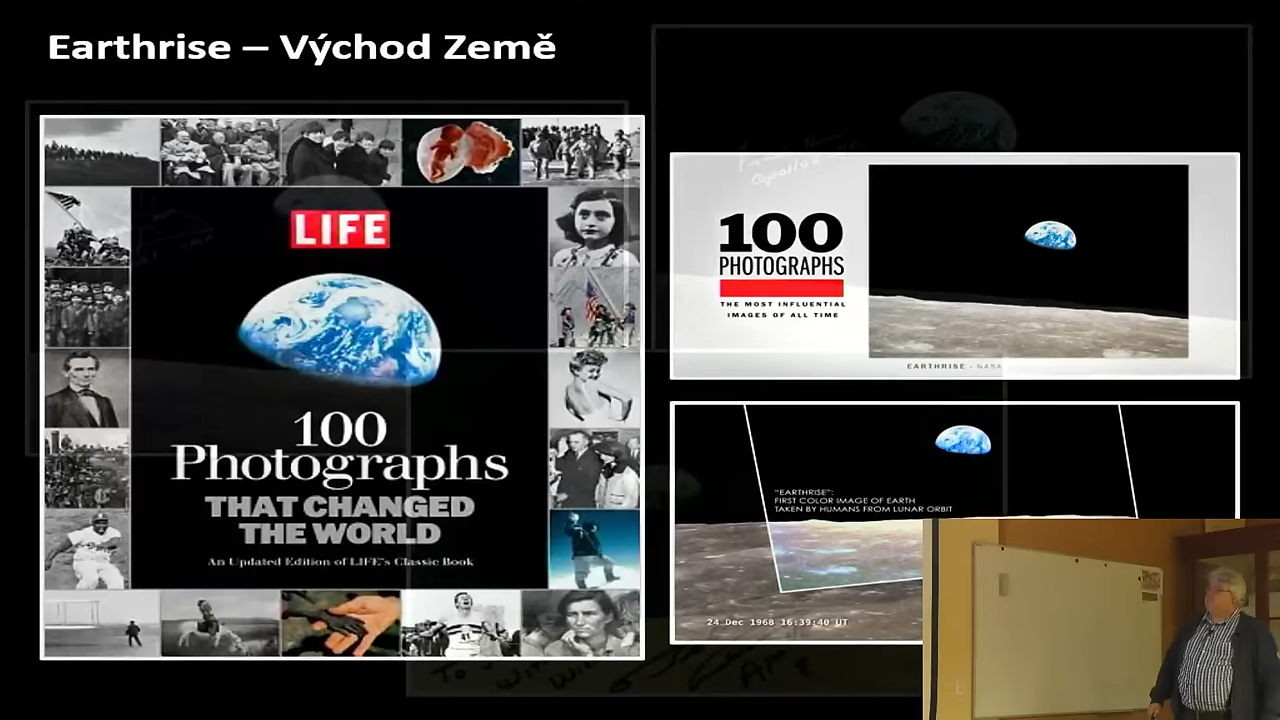 Earthrise – Východ Země
LIFE
100
Photographs
THAT CHANGED
THE WORLD
An Updated Edition of LIFE's Classic Book
100
PHOTOGRAPHS
THE MOST INFLUENTIAL
IMAGES OF ALL TIME
EARTHRISE - NASA
"EARTHRISE":
FIRST COLOR IMAGE OF EARTH
TAKEN BY HUMANS FROM LUNAR ORBIT
24 Dec 1968 16:39:40 UT
To